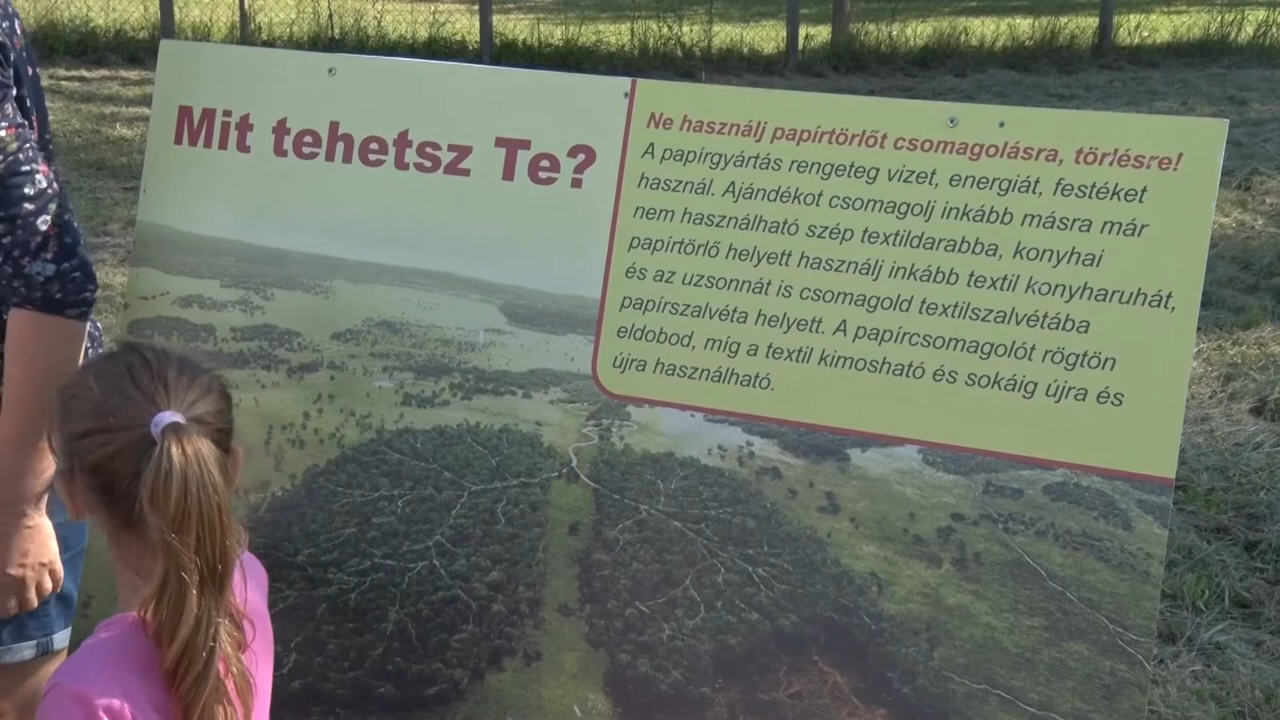 Mit tehetsz Te?
Ne használj papírtörlőt csomagolásra, törlésre!
A papírgyártás rengeteg vizet, energiát, festéket
használ. Ajándékot csomagolj inkább másra már
nem használható szép textildarabba, konyhai
papírtörlő helyett használj inkább textil konyharuhát,
és az uzsonnát is csomagold textilszalvétába
papírszalvéta helyett. A papírcsomagolót rögtön
eldobod, míg a textil kimosható és sokáig újra és
újra használható.